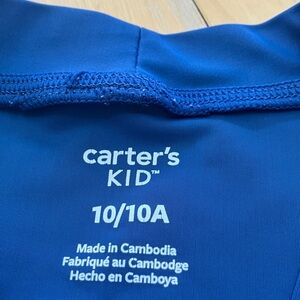 carter's
KID™
10/10A
Made in Cambodia
Fabriqué au Cambodge
Hecho en Camboya